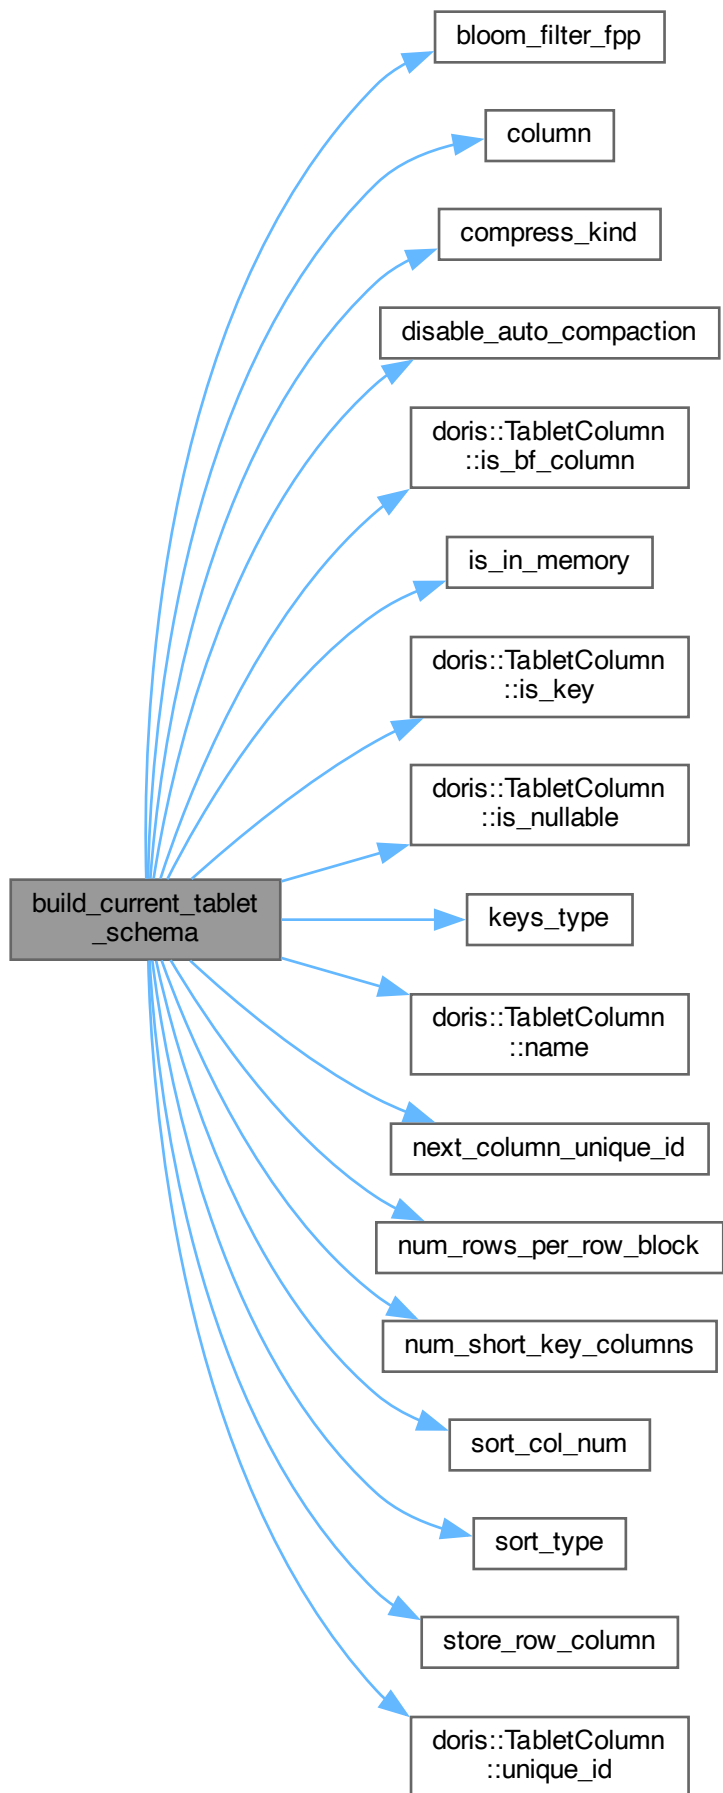 bloom_filter_fpp
column
compress_kind
disable_auto_compaction
doris::TabletColumn
::is_bf_column
is_in_memory
doris::TabletColumn
::is_key
doris::TabletColumn
::is_nullable
build_current_tablet
_schema
keys_type
doris::TabletColumn
::name
next_column_unique_id
num_rows_per_row_block
num_short_key_columns
sort_col_num
sort_type
store_row_column
doris::TabletColumn
::unique_id